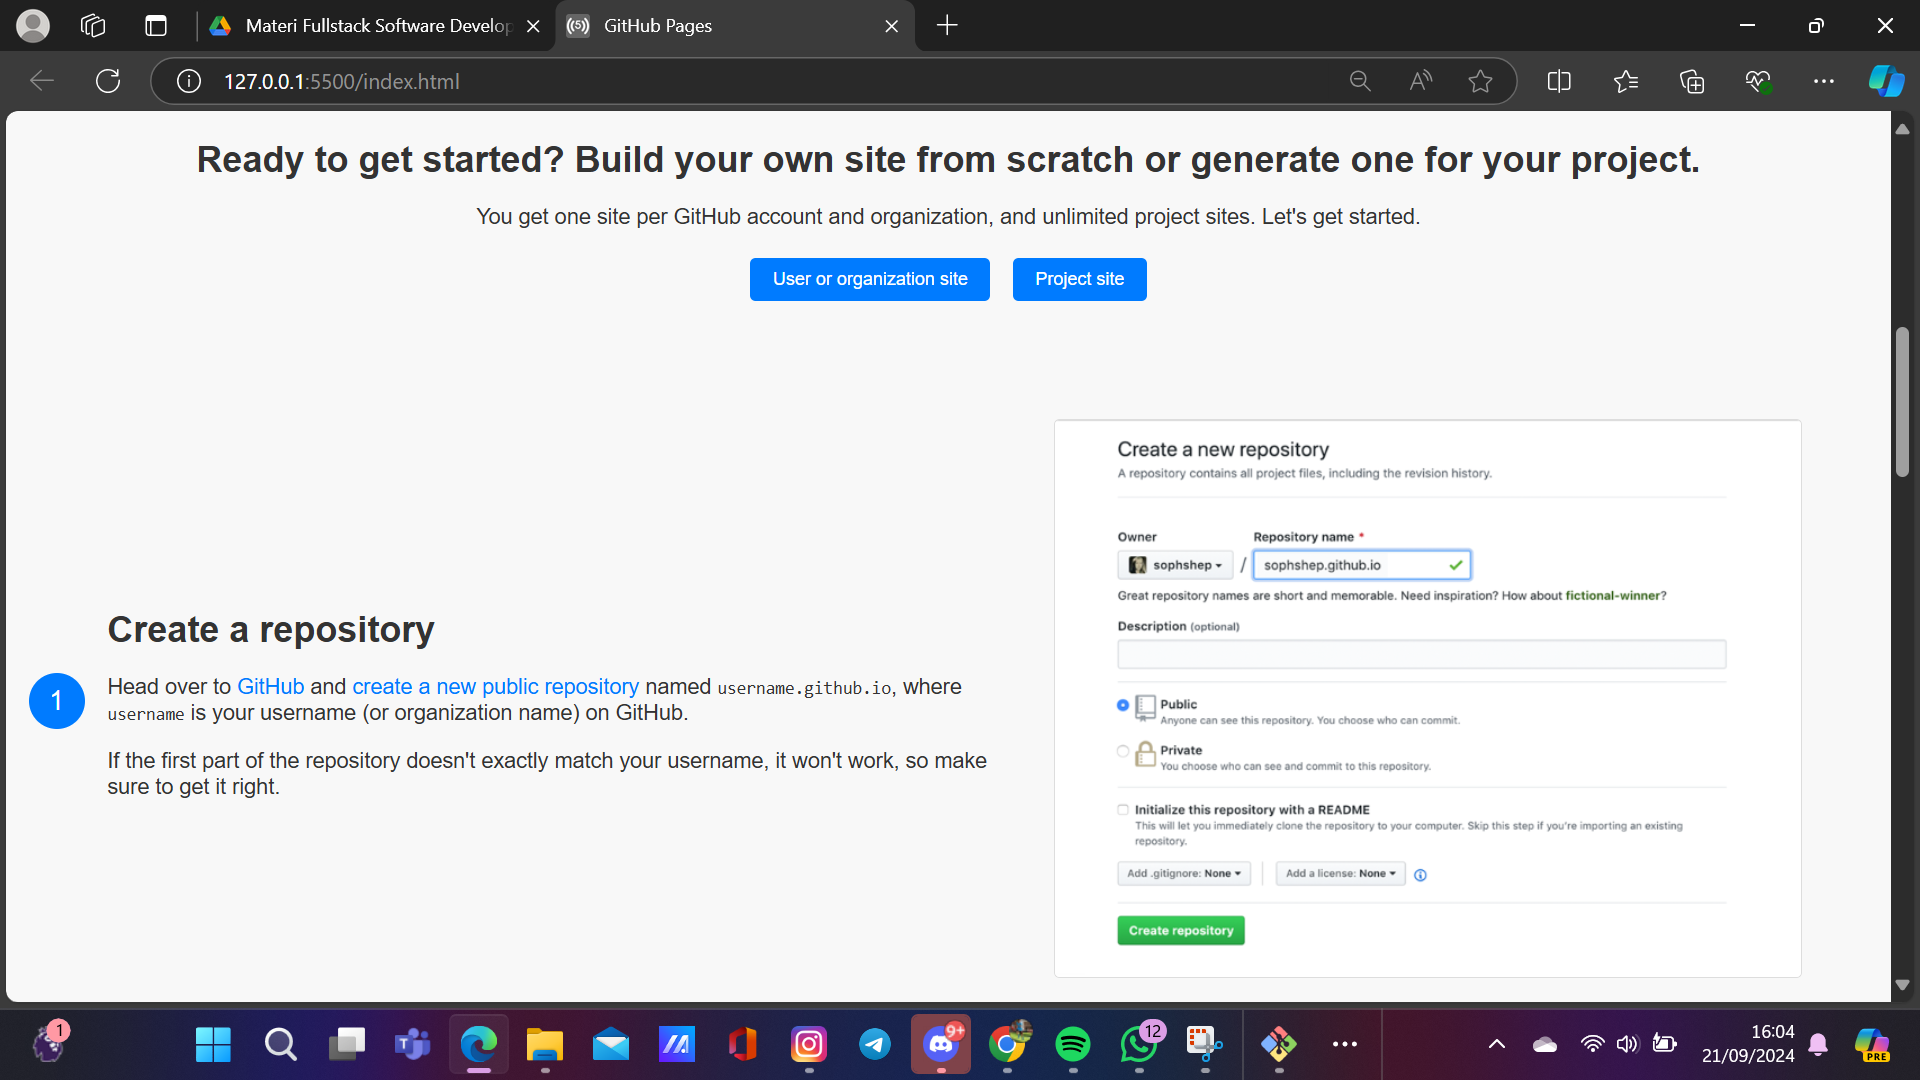 Materi Fullstack Software Develop
GitHub Pages
127.0.0.1:5500/index.html
Ready to get started? Build your own site from scratch or generate one for your project.
You get one site per GitHub account and organization, and unlimited project sites. Let's get started.
User or organization site
Project site
Create a new repository
A repository contains all project files, including the revision history.
Owner
Repository name *
sophshep
/
sophshep.github.io
Great repository names are short and memorable. Need inspiration? How about fictional-winner?
Description (optional)
Public
Anyone can see this repository. You choose who can commit.
Private
You choose who can see and commit to this repository.
Initialize this repository with a README
This will let you immediately clone the repository to your computer. Skip this step if you're importing an existing
repository.
Add .gitignore: None
Add a license: None
Create repository
Create a repository
1
Head over to GitHub and create a new public repository named username.github.io, where
username is your username (or organization name) on GitHub.
If the first part of the repository doesn't exactly match your username, it won't work, so make
sure to get it right.
1
9+
12
16:04
21/09/2024
PRE